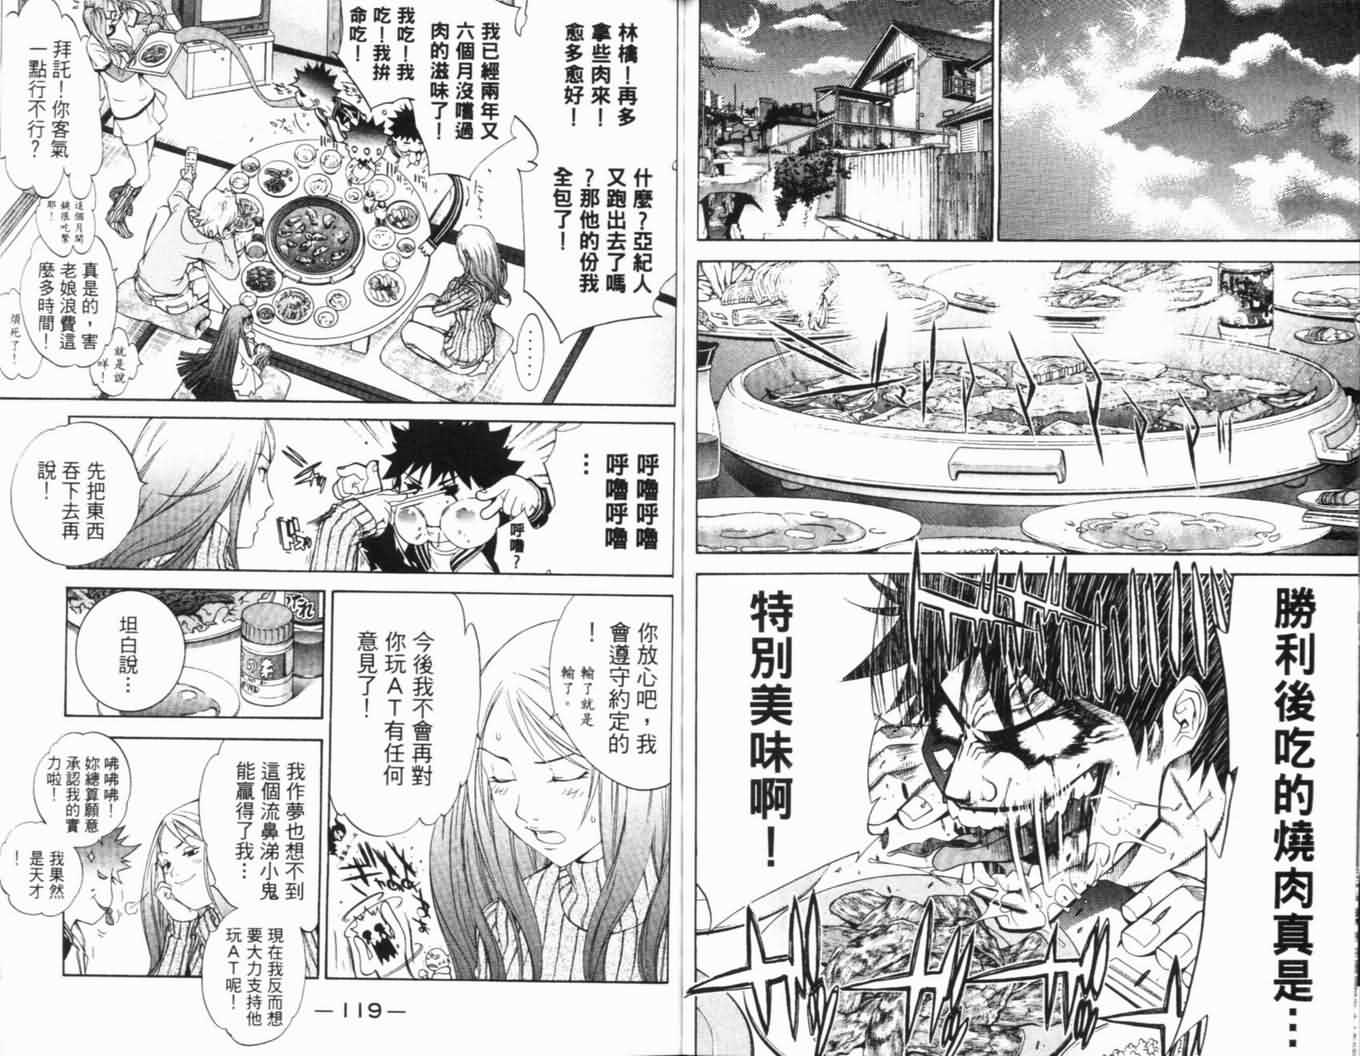 勝利後吃的燒肉真是…
特別美味啊！
林檎！再多
拿些肉來！
愈多愈好！
什麼？亞紀人
又跑出去了嗎
？那他的份我
全包了！
我已經兩年又
六個月沒嚐過
肉的滋味了！
我吃！我
吃！我拚
命吃！
拜託！你客氣
一點行不行？
這個月開
銷很吃緊
耶！
真是的，害
老娘浪費這
麼多時間！
就是說
咩！
煩死了！
……
呼嚕呼嚕
呼嚕呼嚕
…
呼嚕？
先把東西
吞下去再
說！
你放心吧，我
會遵守約定的
！
輸了就是
輸了。
今後我不會再對
你玩ＡＴ有任何
意見了！
坦白說…
たれ
我作夢也想不到
這個流鼻涕小鬼
能贏得了我…
現在我反而想
要大力支持他
玩ＡＴ呢！
咈咈咈！
妳總算願意
承認我的實
力啦！
我果然
是天才
！
—119—